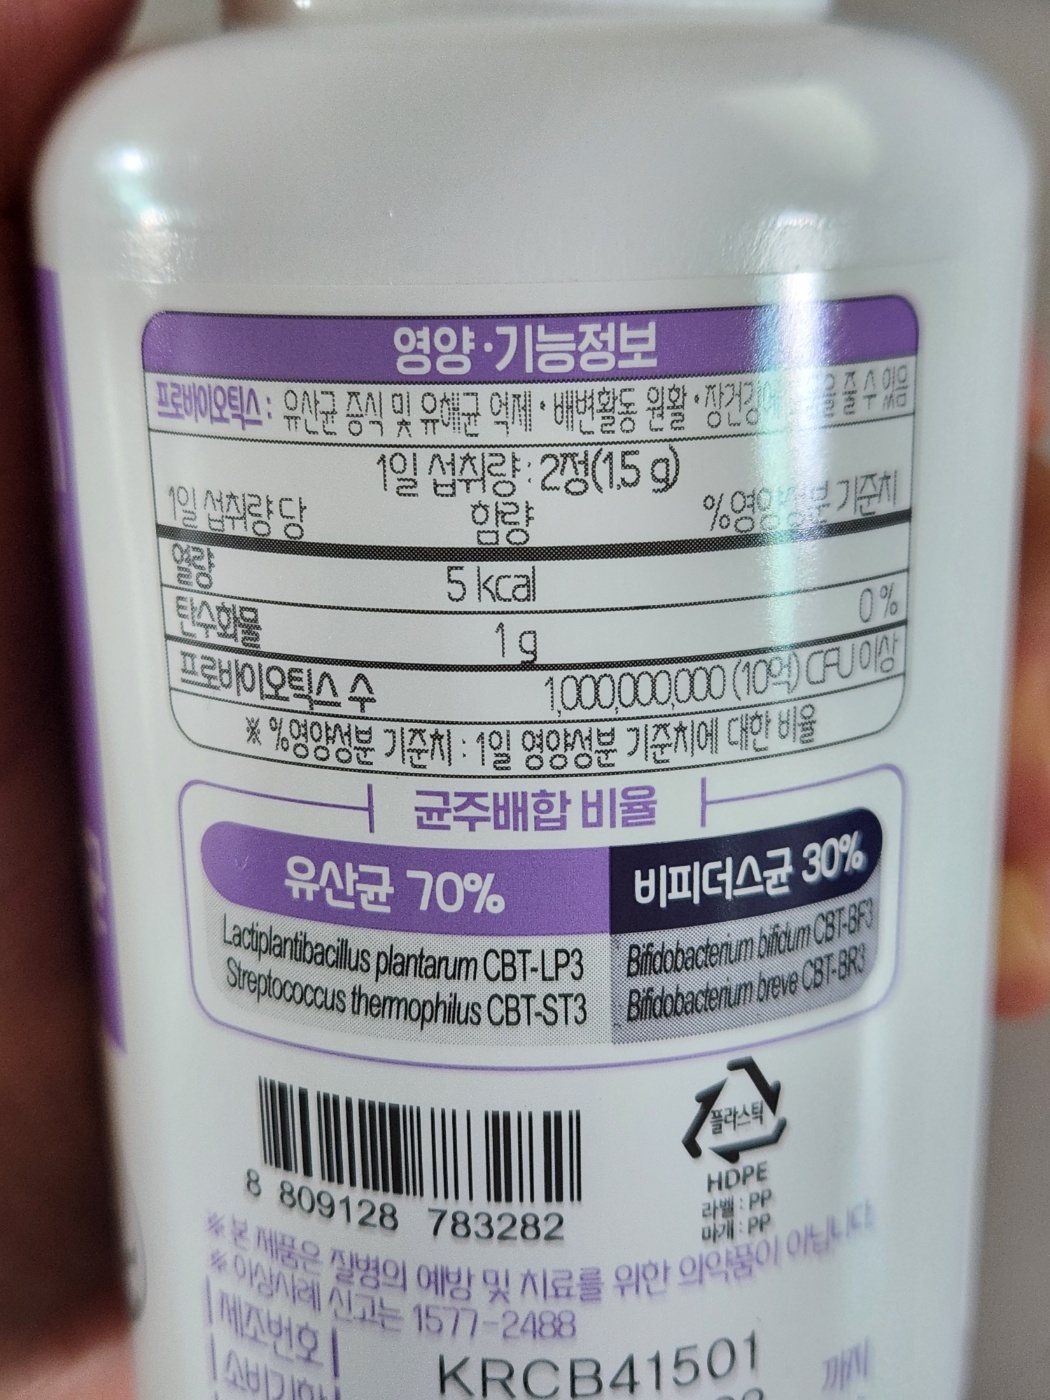 영양·기능정보
프로바이오틱스 : 유산균 증식 및 유해균 억제·배변활동 원활·장건강에 도움을 줄 수 있음
1일 섭취량 : 2정(1.5 g)
1일 섭취량 당 함량 %영양성분 기준치
열량 5 kcal
탄수화물 1 g 0 %
프로바이오틱스 수 1,000,000,000 (10억) CFU 이상
※ %영양성분 기준치 : 1일 영양성분 기준치에 대한 비율
균주배합 비율
유산균 70% 비피더스균 30%
Lactiplantibacillus plantarum CBT-LP3 Bifidobacterium bifidum CBT-BF3
Streptococcus thermophilus CBT-ST3 Bifidobacterium breve CBT-BR3
플라스틱
HDPE
라벨 : PP
마개 : PP
8 809128 783282
※ 본 제품은 질병의 예방 및 치료를 위한 의약품이 아닙니다
※ 이상사례 신고는 1577-2488
제조번호
KRCB41501
소비기한
까지